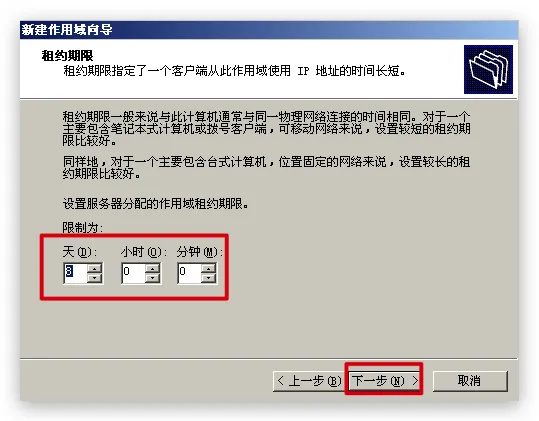 新建作用域向导
租约期限
租约期限指定了一个客户端从此作用域使用 IP 地址的时间长短。
租约期限一般来说与此计算机通常与同一物理网络连接的时间相同。对于一个
主要包含笔记本式计算机或拨号客户端，可移动网络来说，设置较短的租约期
限比较好。
同样地，对于一个主要包含台式计算机，位置固定的网络来说，设置较长的租
约期限比较好。
设置服务器分配的作用域租约期限。
限制为:
天(D): 小时(O): 分钟(M):
8 0 0
< 上一步(B) 下一步(N) > 取消